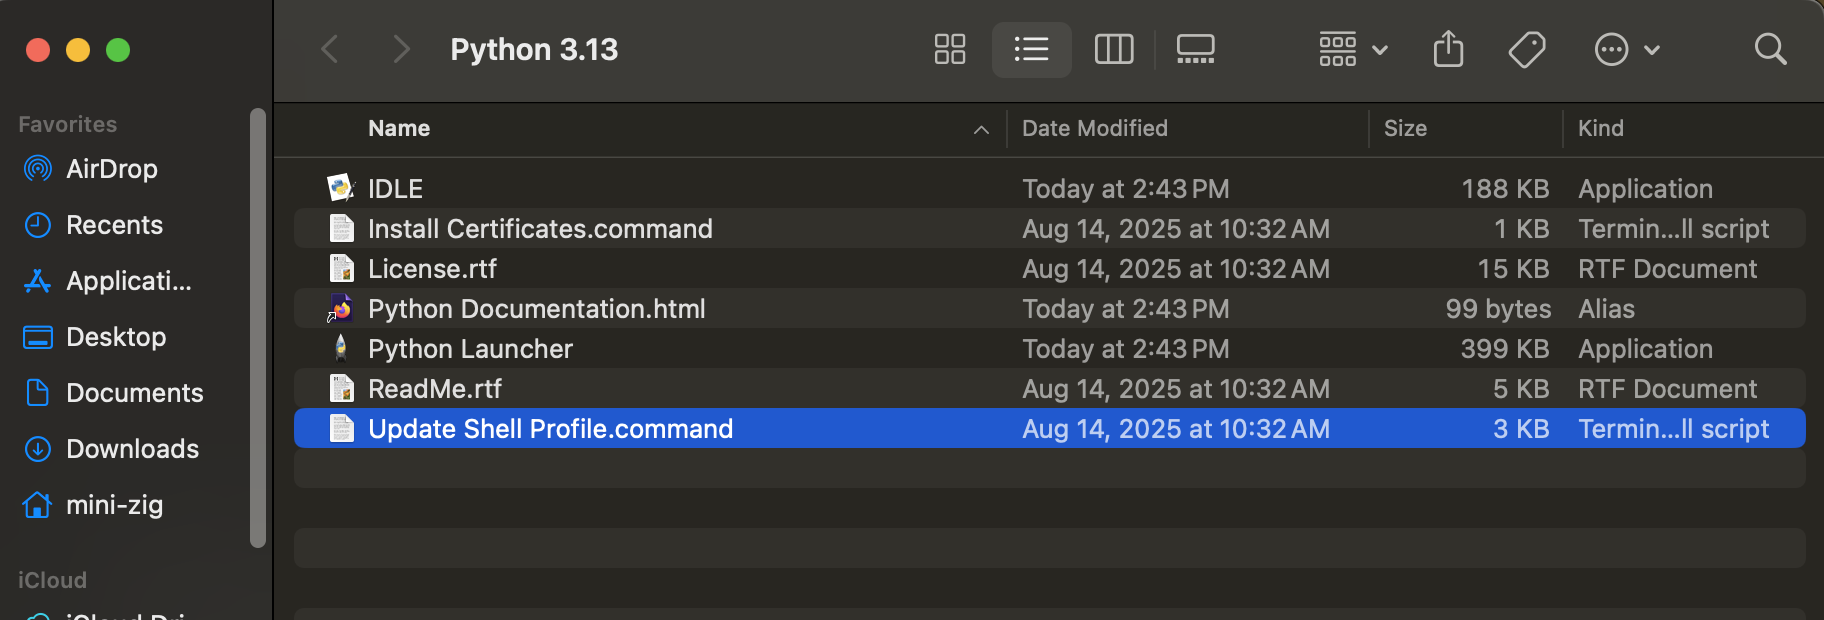 Python 3.13
Favorites
AirDrop
Recents
Applicati...
Desktop
Documents
Downloads
mini-zig
iCloud
Name Date Modified Size Kind
IDLE Today at 2:43 PM 188 KB Application
Install Certificates.command Aug 14, 2025 at 10:32 AM 1 KB Termin...ll script
License.rtf Aug 14, 2025 at 10:32 AM 15 KB RTF Document
Python Documentation.html Today at 2:43 PM 99 bytes Alias
Python Launcher Today at 2:43 PM 399 KB Application
ReadMe.rtf Aug 14, 2025 at 10:32 AM 5 KB RTF Document
Update Shell Profile.command Aug 14, 2025 at 10:32 AM 3 KB Termin...ll script